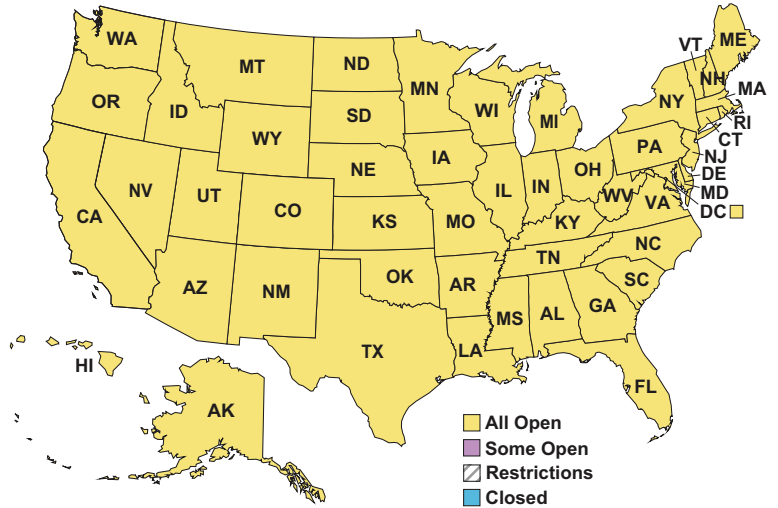 WA
MT
ND
MN
VT
ME
NH
MA
OR
ID
SD
WI
MI
NY
RI
CT
WY
IA
PA
NJ
NE
OH
DE
NV
UT
IL
IN
WV
MD
CA
CO
KS
MO
KY
VA
DC
TN
NC
AZ
NM
OK
AR
SC
MS
AL
GA
TX
LA
HI
FL
AK
All Open
Some Open
Restrictions
Closed